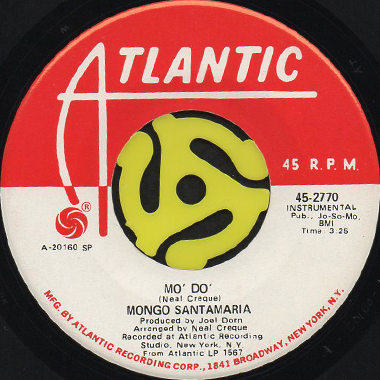 ATLANTIC
45 R.P.M.
45-2770
INSTRUMENTAL
Pub., Jo-So-Mo,
BMI
Time: 3:25
®
A-20160 SP
MO' DO'
(Neal Creque)
MONGO SANTAMARIA
Produced by Joel Dorn
Arranged by Neal Creque
Recorded at Atlantic Recording
Studio, New York, N.Y.
From Atlantic LP 1567
MFG. BY ATLANTIC RECORDING CORP., 1841 BROADWAY, NEW YORK, N.Y.